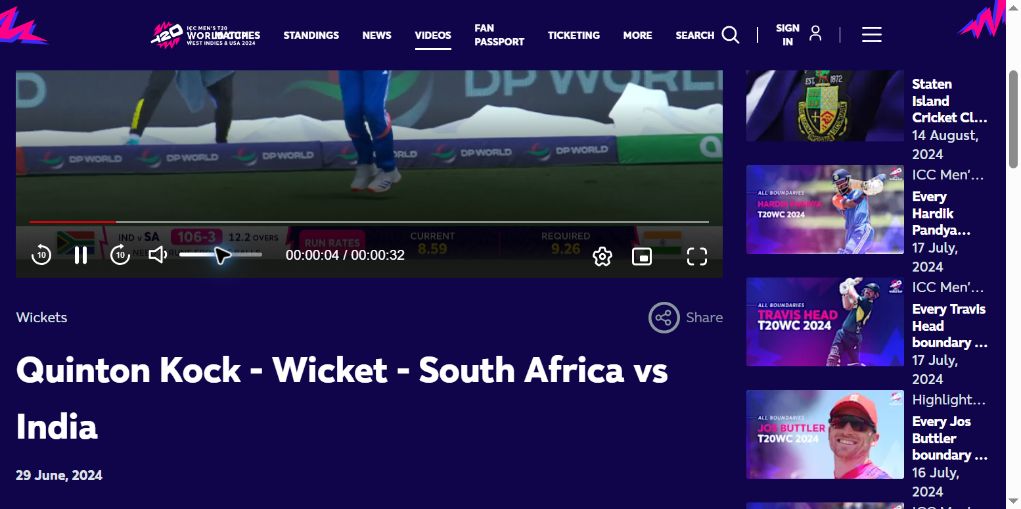 ICC MEN'S T20
WORLD CUP
WEST INDIES & USA 2024
MATCHES
STANDINGS
NEWS
VIDEOS
FAN
PASSPORT
TICKETING
MORE
SEARCH
SIGN
IN
DP WORLD
DP WORLD
DP WORLD
DP WORLD
DP WORLD
IND v SA 106-3 12.2 OVERS
RUN RATES
CURRENT
8.59
REQUIRED
9.26
10
10
00:00:04 / 00:00:32
Wickets
Share
Quinton Kock - Wicket - South Africa vs
India
29 June, 2024
EST. 1872
Staten
Island
Cricket Cl...
14 August,
2024
ALL BOUNDARIES
HARDIK PANDYA
T20WC 2024
ICC Men'...
Every
Hardik
Pandya...
17 July,
2024
ALL BOUNDARIES
TRAVIS HEAD
T20WC 2024
ICC Men'...
Every Travis
Head
boundary ...
17 July,
2024
ALL BOUNDARIES
JOS BUTTLER
T20WC 2024
Highlight...
Every Jos
Buttler
boundary ...
16 July,
2024